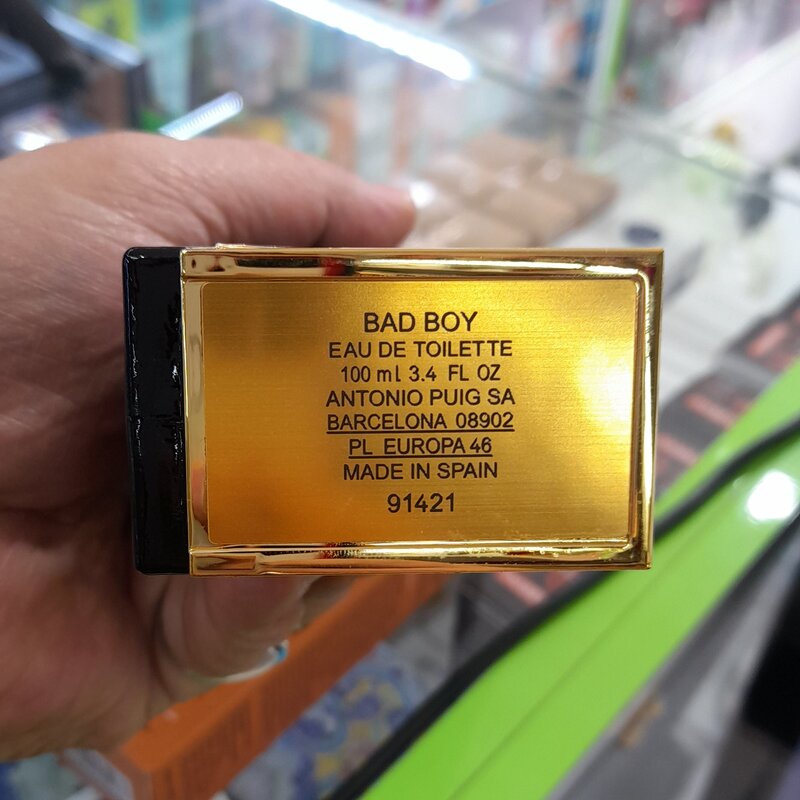 BAD BOY
EAU DE TOILETTE
100 ml 3.4 FL OZ
ANTONIO PUIG SA
BARCELONA 08902
PL EUROPA 46
MADE IN SPAIN
91421